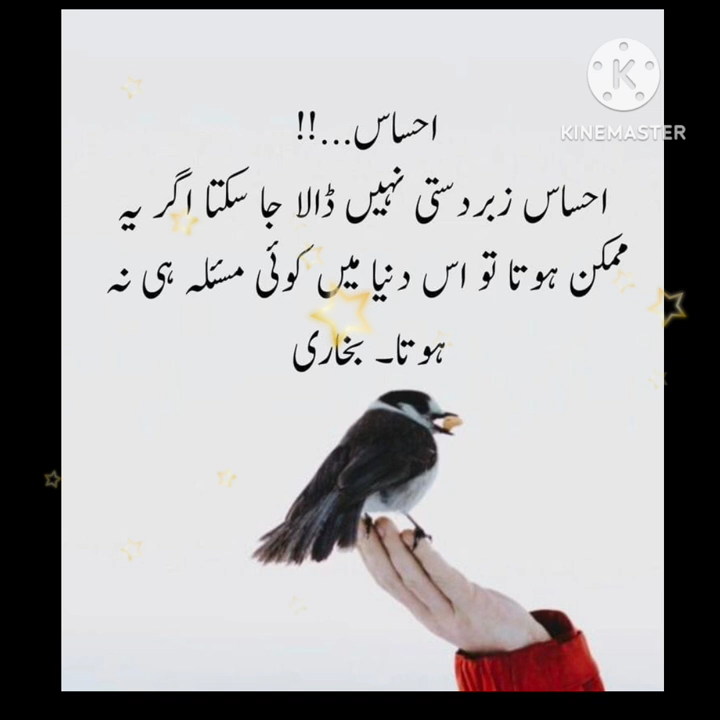 احساس...!!
احساس زبردستی نہیں ڈالا جا سکتا اگر یہ
ممکن ہوتا تو اس دنیا میں کوئی مسئلہ ہی نہ
ہوتا۔ بخاری
K
KINEMASTER